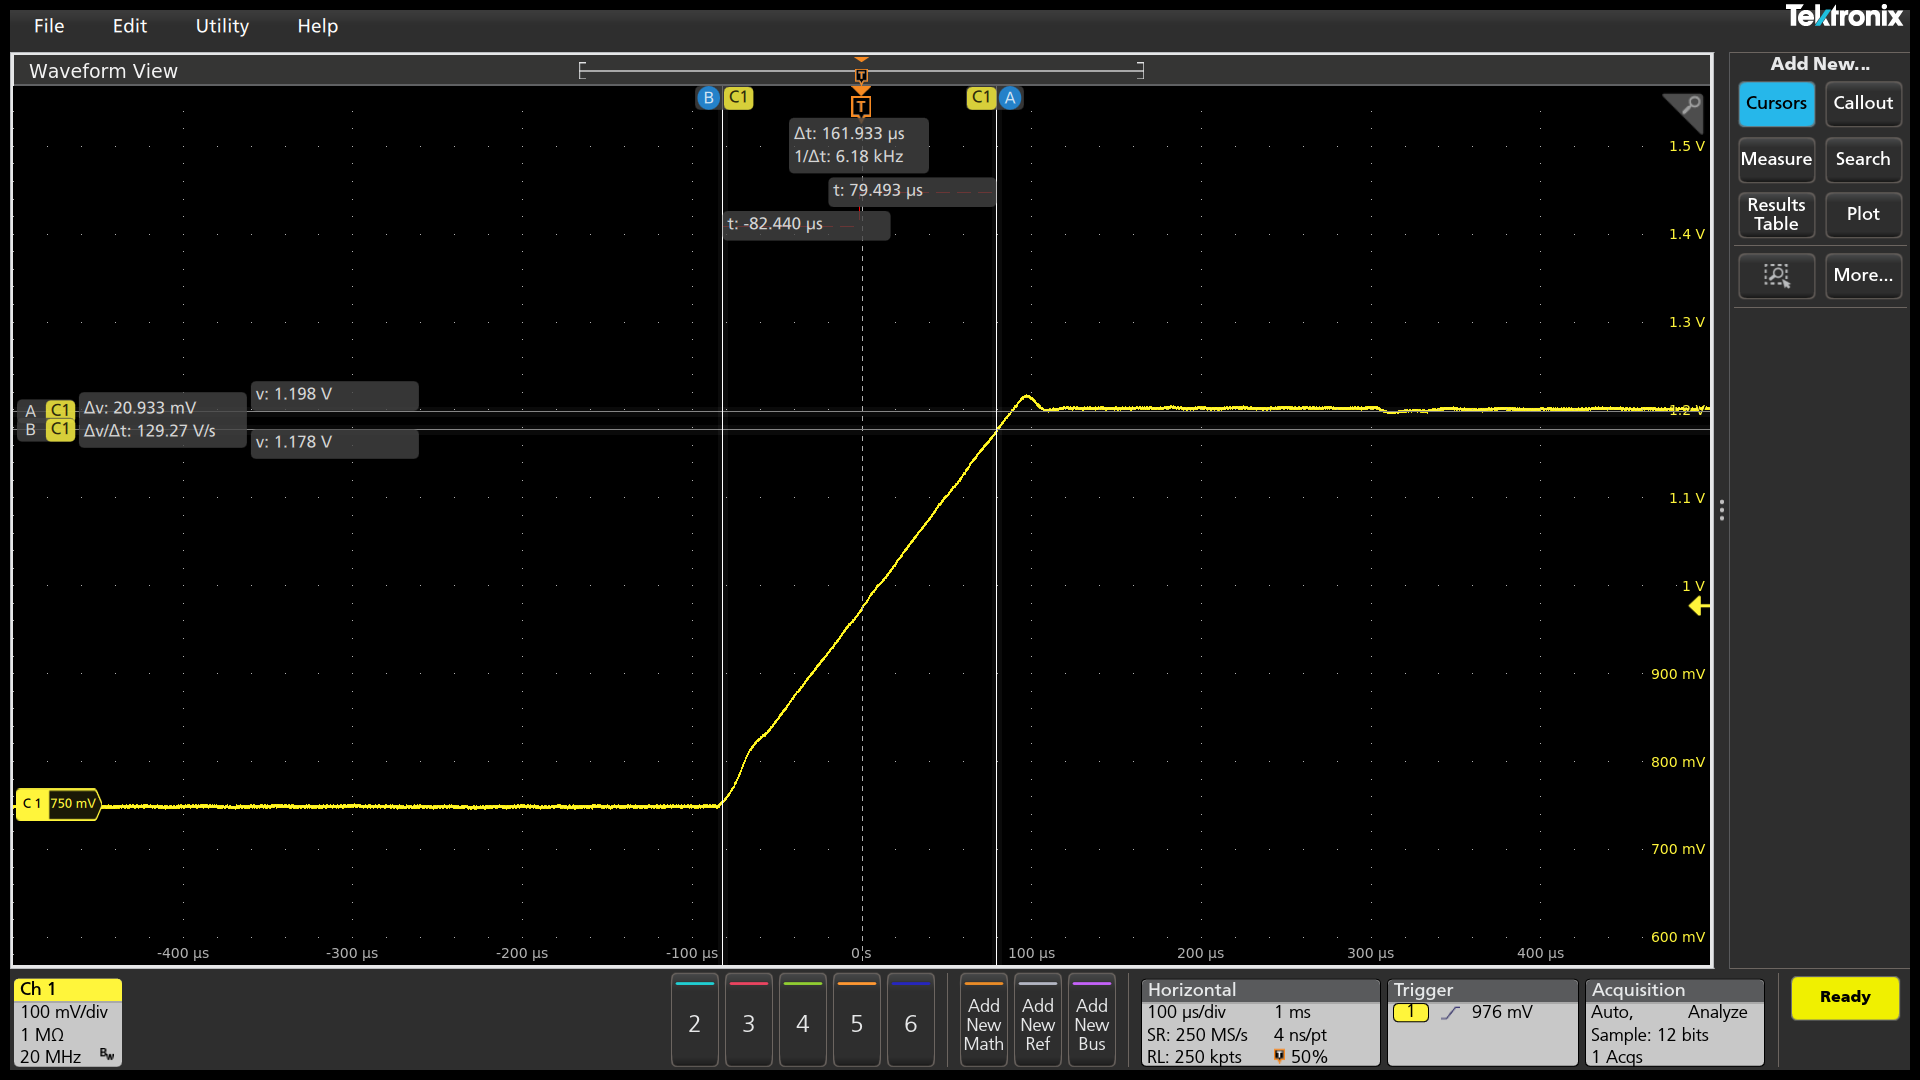 File Edit Utility Help
Tektronix
Waveform View
Add New...
T
B C1 T C1 A
Cursors Callout
Δt: 161.933 µs
1/Δt: 6.18 kHz
1.5 V
Measure Search
t: 79.493 µs
Results Table Plot
t: -82.440 µs
1.4 V
More...
1.3 V
v: 1.198 V
A C1 Δv: 20.933 mV
1.2 V
B C1 Δv/Δt: 129.27 V/s
v: 1.178 V
1.1 V
1 V
900 mV
800 mV
C 1 750 mV
700 mV
600 mV
-400 µs -300 µs -200 µs -100 µs 0 s 100 µs 200 µs 300 µs 400 µs
Ch 1
100 mV/div
1 MΩ
20 MHz Bw
2 3 4 5 6
Add New Math
Add New Ref
Add New Bus
Horizontal
100 µs/div 1 ms
SR: 250 MS/s 4 ns/pt
RL: 250 kpts T 50%
Trigger
1 976 mV
Acquisition
Auto, Analyze
Sample: 12 bits
1 Acqs
Ready